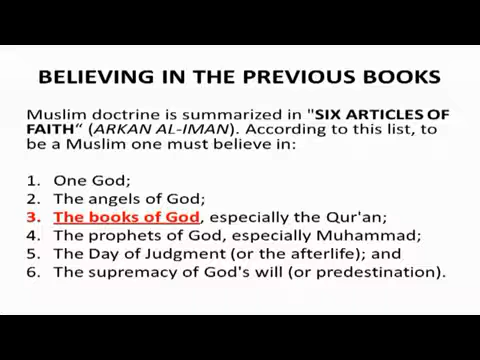 BELIEVING IN THE PREVIOUS BOOKS
Muslim doctrine is summarized in "SIX ARTICLES OF
FAITH“ (ARKAN AL-IMAN). According to this list, to
be a Muslim one must believe in:
1. One God;
2. The angels of God;
3. The books of God, especially the Qur'an;
4. The prophets of God, especially Muhammad;
5. The Day of Judgment (or the afterlife); and
6. The supremacy of God's will (or predestination).